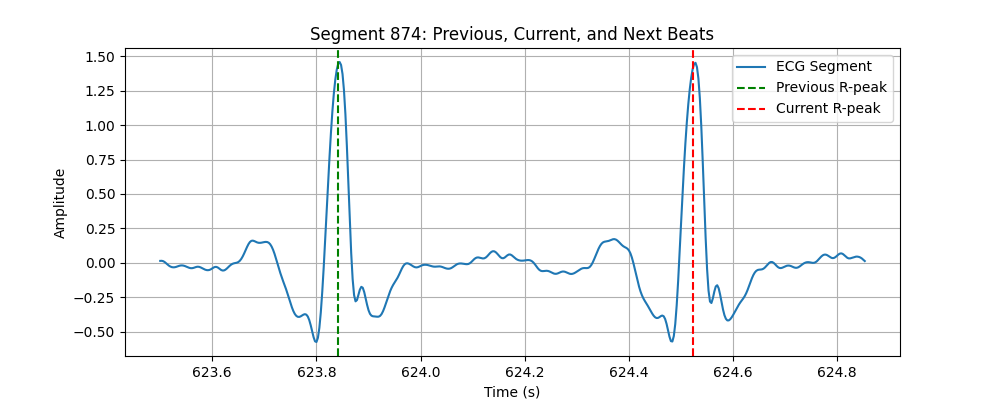 Segment 874: Previous, Current, and Next Beats
1.50
1.25
1.00
0.75
0.50
0.25
0.00
−0.25
−0.50
Amplitude
ECG Segment
Previous R-peak
Current R-peak
623.6 623.8 624.0 624.2 624.4 624.6 624.8
Time (s)